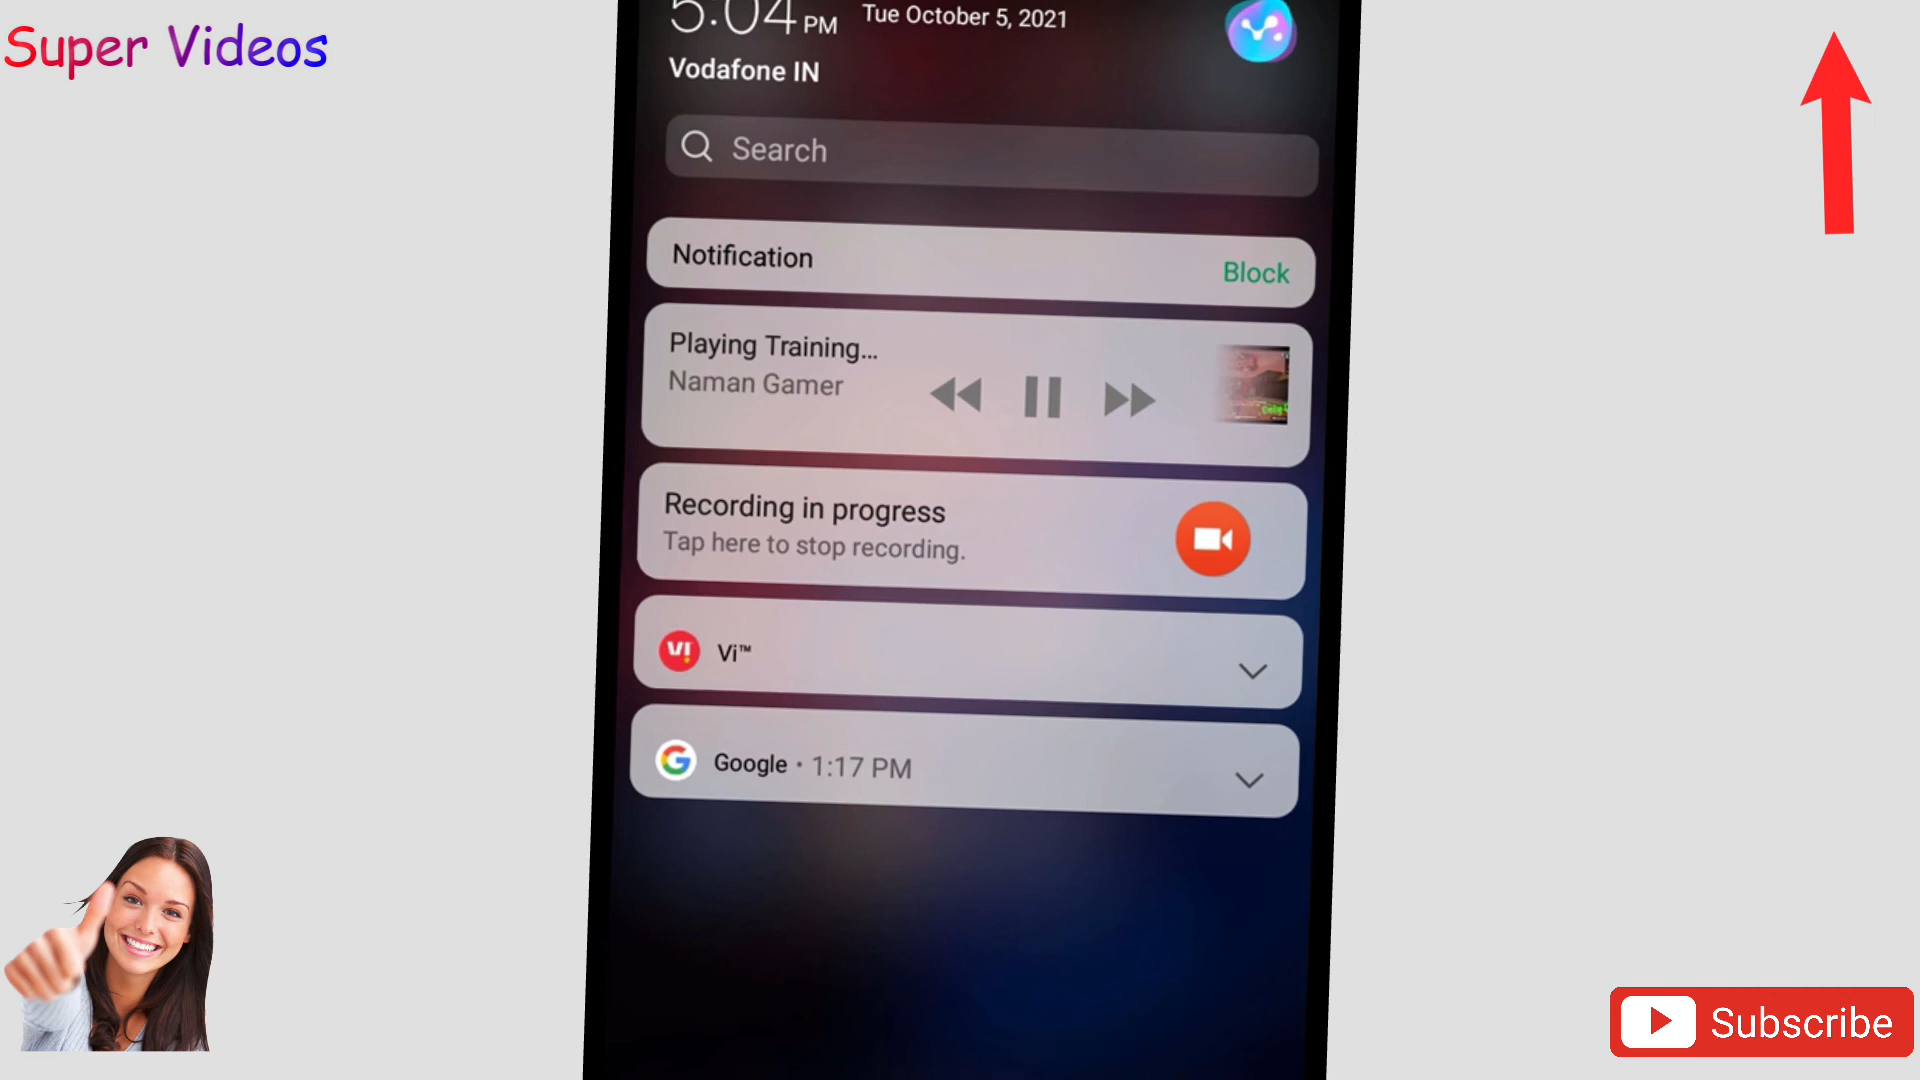 Super Videos
5:04 PM Tue October 5, 2021
Vodafone IN
Search
Notification
Block
Playing Training...
Naman Gamer
Recording in progress
Tap here to stop recording.
VI Vi™
G Google • 1:17 PM
Subscribe